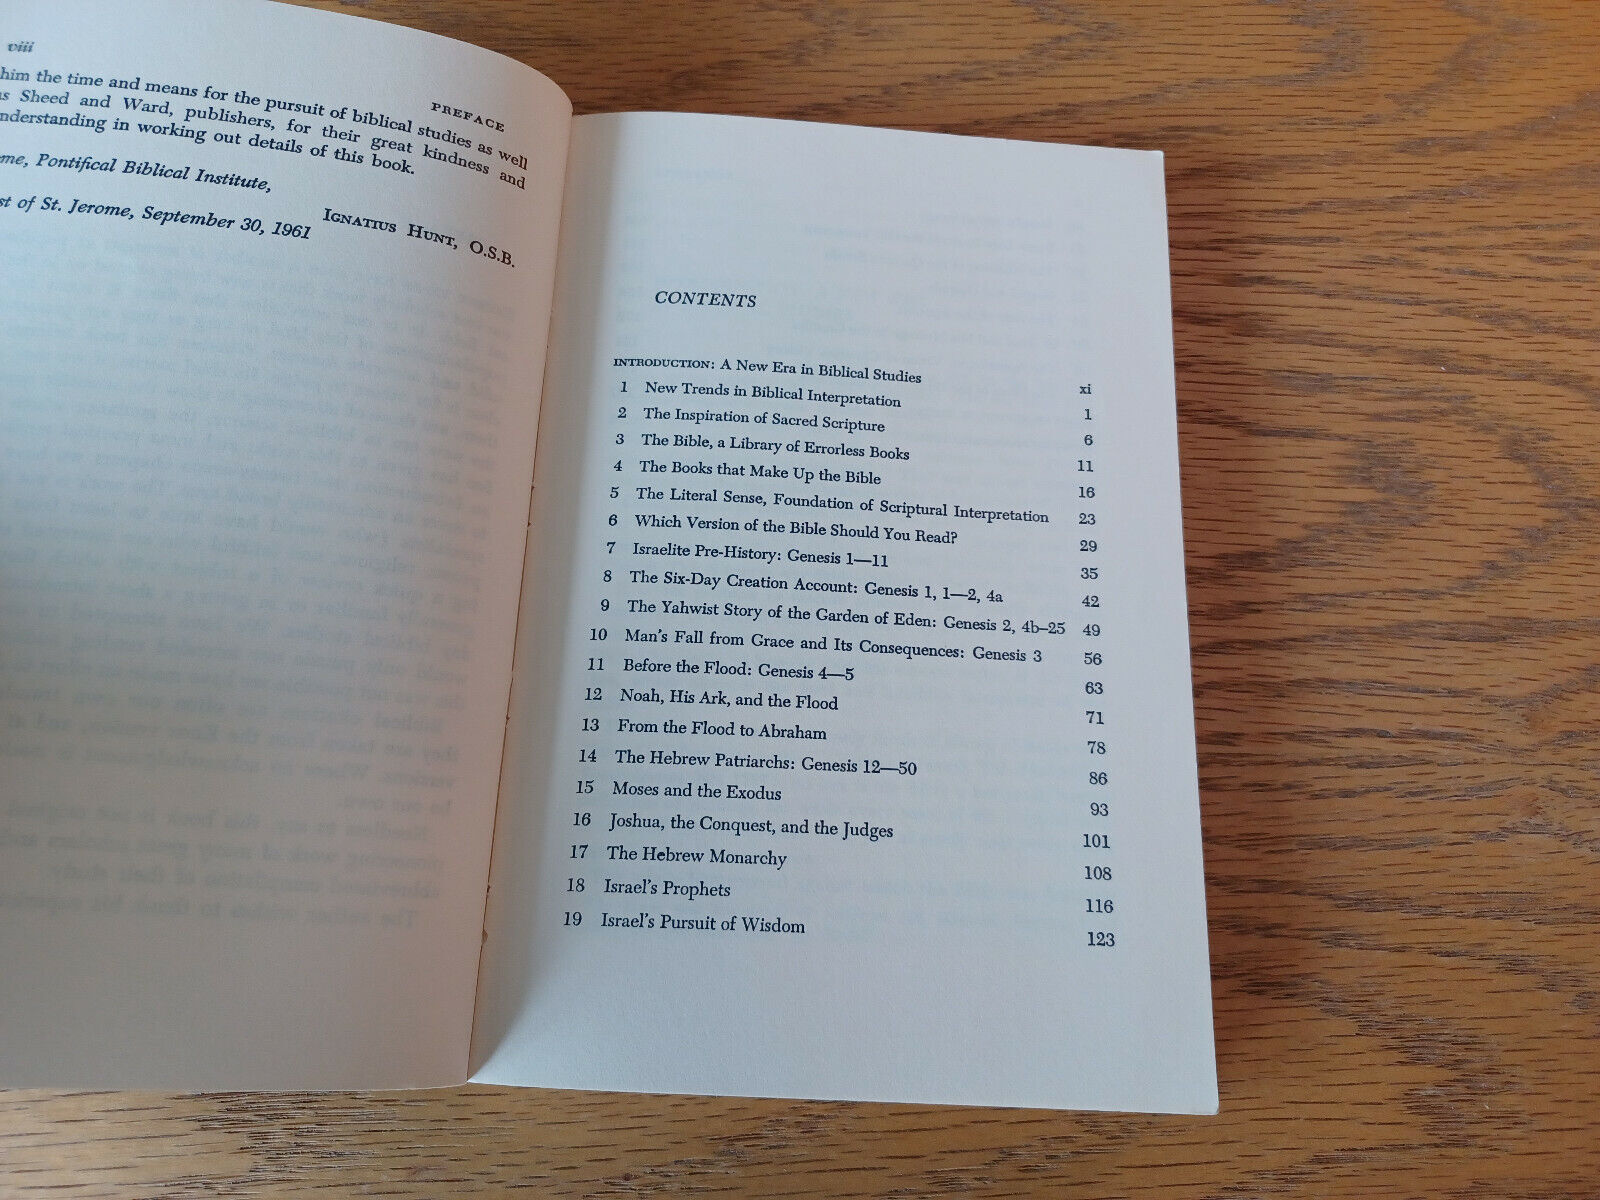 viii
PREFACE
him the time and means for the pursuit of biblical studies as well
Sheed and Ward, publishers, for their great kindness and
in working out details of this book.
Pontifical Biblical Institute,
IGNATIUS HUNT, O.S.B.
of St. Jerome, September 30, 1961
CONTENTS
INTRODUCTION: A New Era in Biblical Studies xi
1 New Trends in Biblical Interpretation 1
2 The Inspiration of Sacred Scripture 6
3 The Bible, a Library of Errorless Books 11
4 The Books that Make Up the Bible 16
5 The Literal Sense, Foundation of Scriptural Interpretation 23
6 Which Version of the Bible Should You Read? 29
7 Israelite Pre-History: Genesis 1—11 35
8 The Six-Day Creation Account: Genesis 1, 1—2, 4a 42
9 The Yahwist Story of the Garden of Eden: Genesis 2, 4b–25 49
10 Man's Fall from Grace and Its Consequences: Genesis 3 56
11 Before the Flood: Genesis 4—5 63
12 Noah, His Ark, and the Flood 71
13 From the Flood to Abraham 78
14 The Hebrew Patriarchs: Genesis 12—50 86
15 Moses and the Exodus 93
16 Joshua, the Conquest, and the Judges 101
17 The Hebrew Monarchy 108
18 Israel's Prophets 116
19 Israel's Pursuit of Wisdom 123